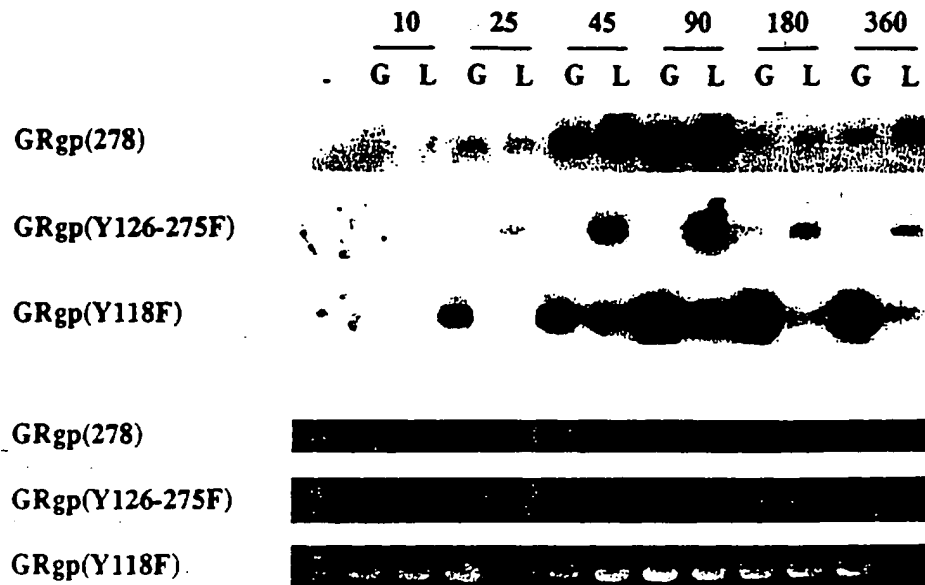 10 25 45 90 180 360
- G L G L G L G L G L G L
GRgp(278)
GRgp(Y126-275F)
GRgp(Y118F)
GRgp(278)
GRgp(Y126-275F)
GRgp(Y118F)